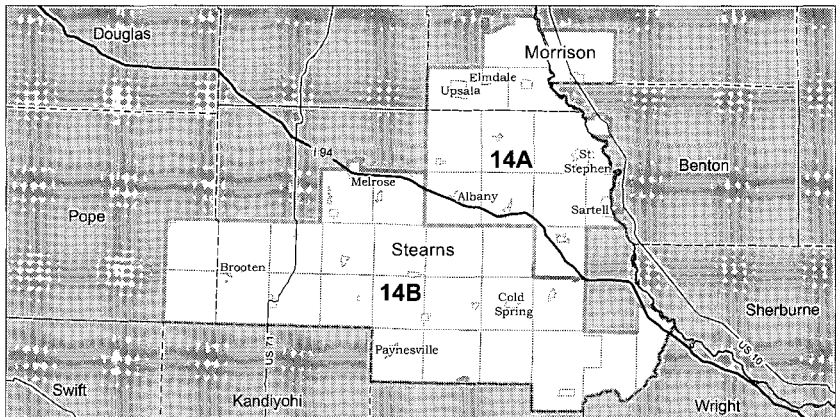 Douglas
Morrison
Elmdale
Upsala
I 94
14A
St.
Stephen
Benton
Melrose
Albany
Sartell
Pope
Stearns
Brooten
14B
Cold
Spring
Sherburne
US 71
US 10
Paynesville
Swift
Kandiyohi
Wright